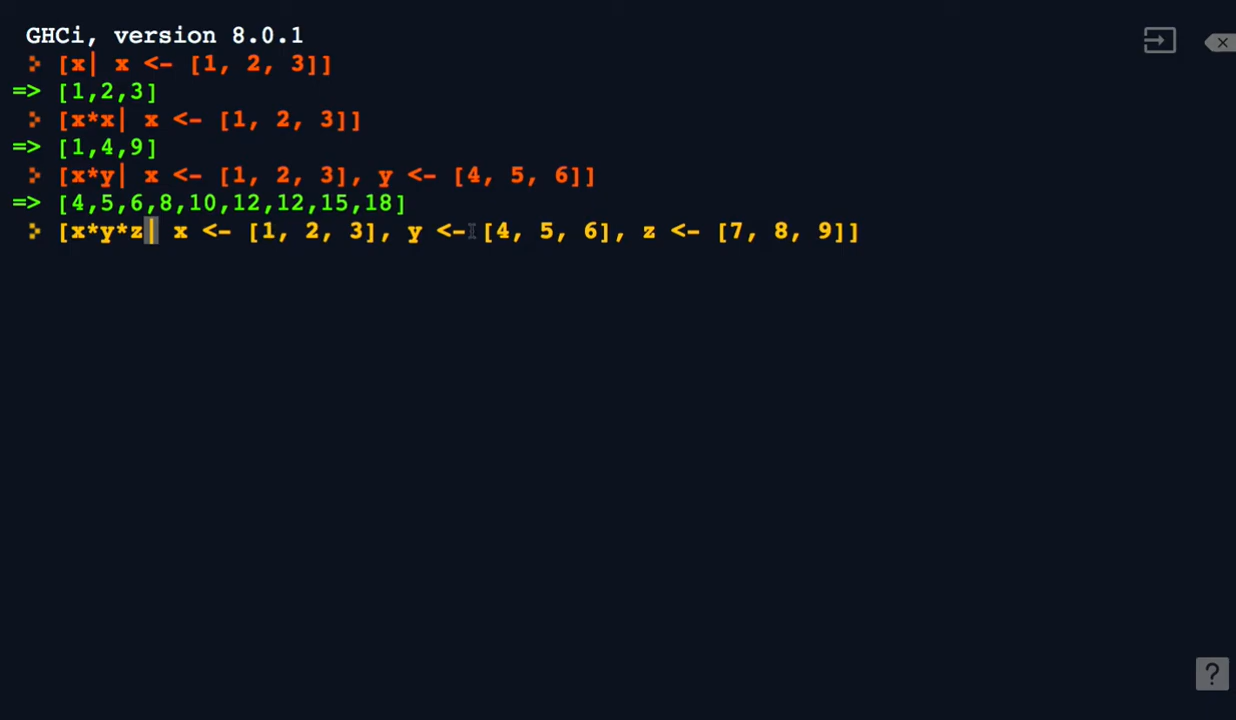 GHCi, version 8.0.1
[x| x <- [1, 2, 3]]
=> [1,2,3]
[x*x| x <- [1, 2, 3]]
=> [1,4,9]
[x*y| x <- [1, 2, 3], y <- [4, 5, 6]]
=> [4,5,6,8,10,12,12,15,18]
[x*y*z| x <- [1, 2, 3], y <- [4, 5, 6], z <- [7, 8, 9]]
?